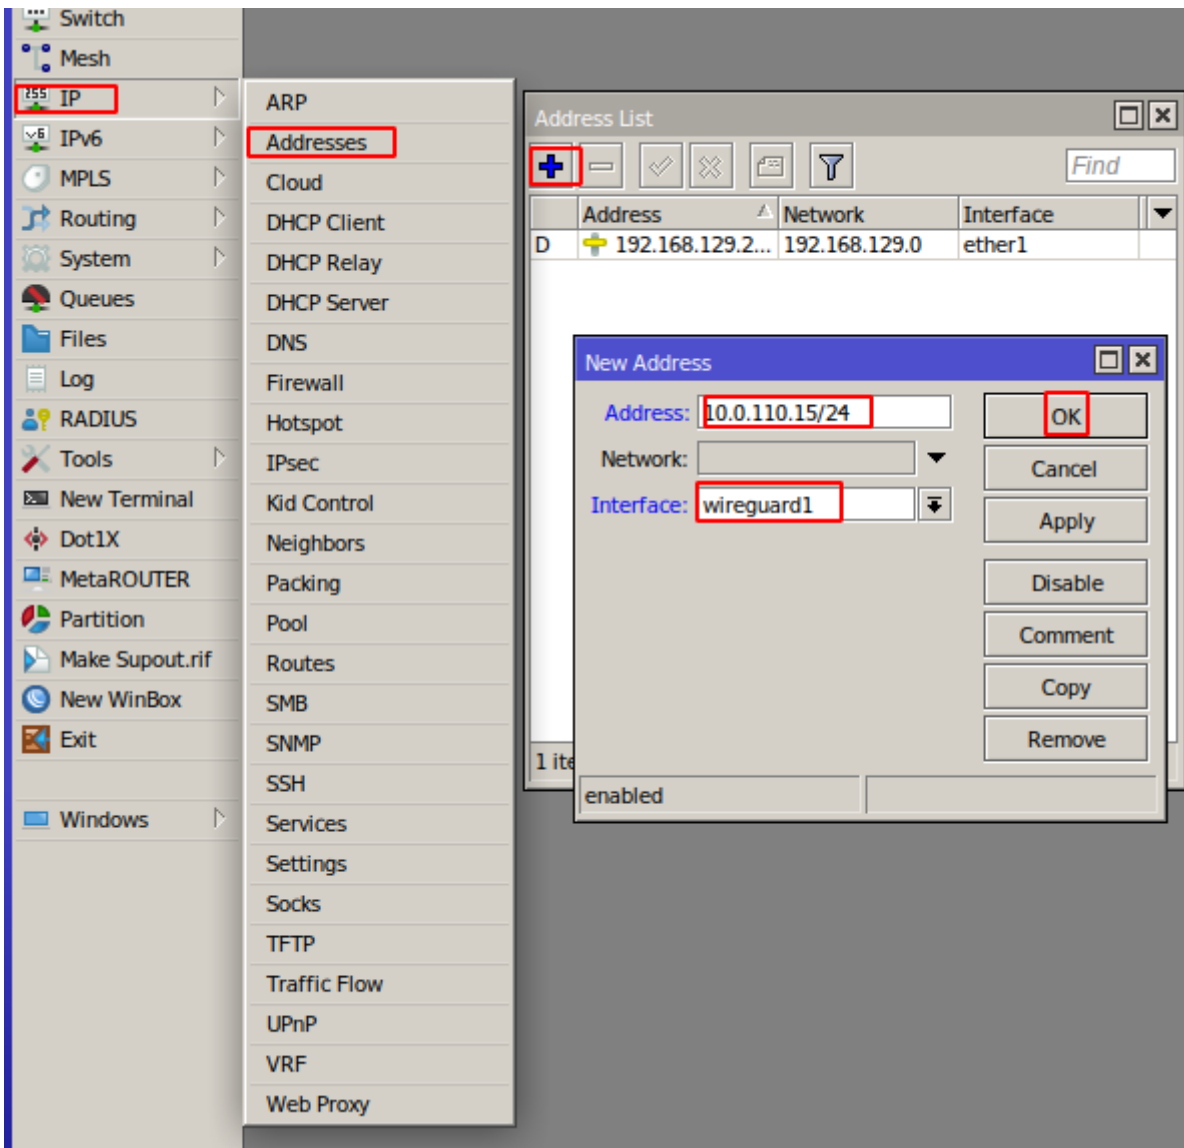 Switch
Mesh
255 IP
v6 IPv6
MPLS
Routing
System
Queues
Files
Log
RADIUS
Tools
New Terminal
Dot1X
MetaROUTER
Partition
Make Supout.rif
New WinBox
Exit
Windows
ARP
Addresses
Cloud
DHCP Client
DHCP Relay
DHCP Server
DNS
Firewall
Hotspot
IPsec
Kid Control
Neighbors
Packing
Pool
Routes
SMB
SNMP
SSH
Services
Settings
Socks
TFTP
Traffic Flow
UPnP
VRF
Web Proxy
Address List
Find
Address Network Interface
D 192.168.129.2... 192.168.129.0 ether1
1 ite
New Address
Address: 10.0.110.15/24
Network:
Interface: wireguard1
OK
Cancel
Apply
Disable
Comment
Copy
Remove
enabled